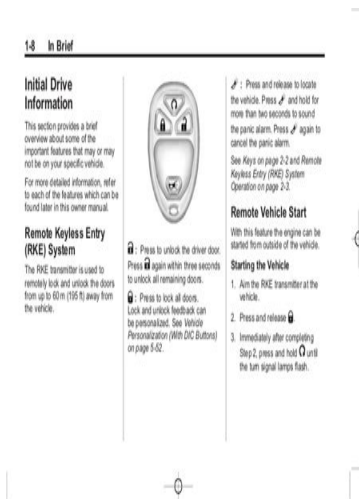 1-8 In Brief
Initial Drive
Information
This section provides a brief
overview about some of the
important features that may or may
not be on your specific vehicle.
For more detailed information, refer
to each of the features which can be
found later in this owner manual.
Remote Keyless Entry
(RKE) System
The RKE transmitter is used to
remotely lock and unlock the doors
from up to 60 m (195 ft) away from
the vehicle.
: Press to unlock the driver door.
Press again within three seconds
to unlock all remaining doors.
: Press to lock all doors.
Lock and unlock feedback can
be personalized. See Vehicle
Personalization (With DIC Buttons)
on page 5-52.
: Press and release to locate
the vehicle. Press and hold for
more than two seconds to sound
the panic alarm. Press again to
cancel the panic alarm.
See Keys on page 2-2 and Remote
Keyless Entry (RKE) System
Operation on page 2-3.
Remote Vehicle Start
With this feature the engine can be
started from outside of the vehicle.
Starting the Vehicle
1. Aim the RKE transmitter at the
vehicle.
2. Press and release .
3. Immediately after completing
Step 2, press and hold until
the turn signal lamps flash.